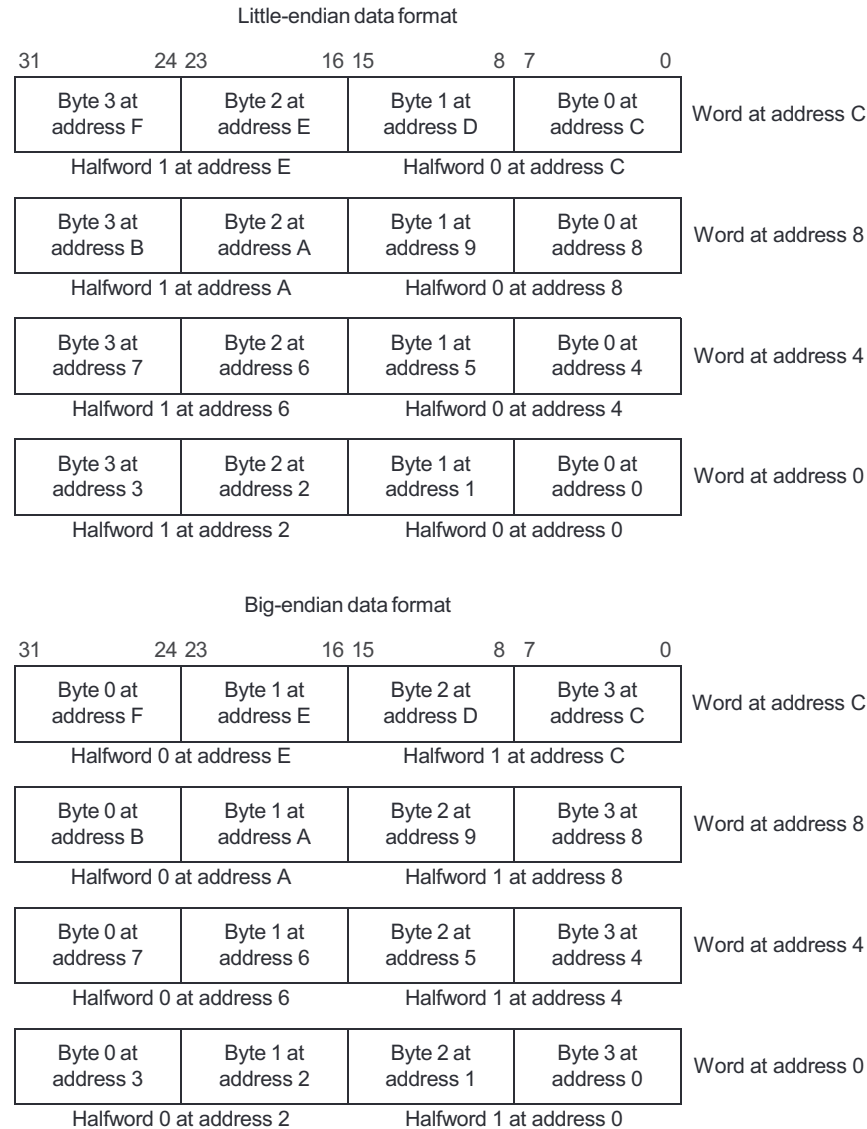 Little-endian data format
31 24 23 16 15 8 7 0
Byte 3 at Byte 2 at Byte 1 at Byte 0 at
address F address E address D address C
Word at address C
Halfword 1 at address E Halfword 0 at address C
Byte 3 at Byte 2 at Byte 1 at Byte 0 at
address B address A address 9 address 8
Word at address 8
Halfword 1 at address A Halfword 0 at address 8
Byte 3 at Byte 2 at Byte 1 at Byte 0 at
address 7 address 6 address 5 address 4
Word at address 4
Halfword 1 at address 6 Halfword 0 at address 4
Byte 3 at Byte 2 at Byte 1 at Byte 0 at
address 3 address 2 address 1 address 0
Word at address 0
Halfword 1 at address 2 Halfword 0 at address 0
Big-endian data format
31 24 23 16 15 8 7 0
Byte 0 at Byte 1 at Byte 2 at Byte 3 at
address F address E address D address C
Word at address C
Halfword 0 at address E Halfword 1 at address C
Byte 0 at Byte 1 at Byte 2 at Byte 3 at
address B address A address 9 address 8
Word at address 8
Halfword 0 at address A Halfword 1 at address 8
Byte 0 at Byte 1 at Byte 2 at Byte 3 at
address 7 address 6 address 5 address 4
Word at address 4
Halfword 0 at address 6 Halfword 1 at address 4
Byte 0 at Byte 1 at Byte 2 at Byte 3 at
address 3 address 2 address 1 address 0
Word at address 0
Halfword 0 at address 2 Halfword 1 at address 0